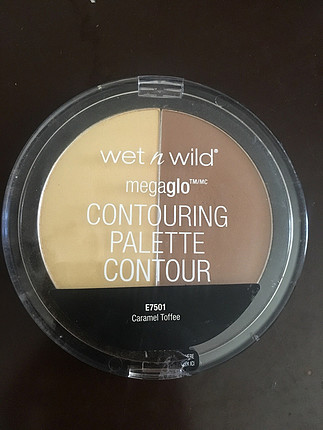 wet n wild®
megaglo™/MC
CONTOURING
PALETTE
CONTOUR
E7501
Caramel Toffee